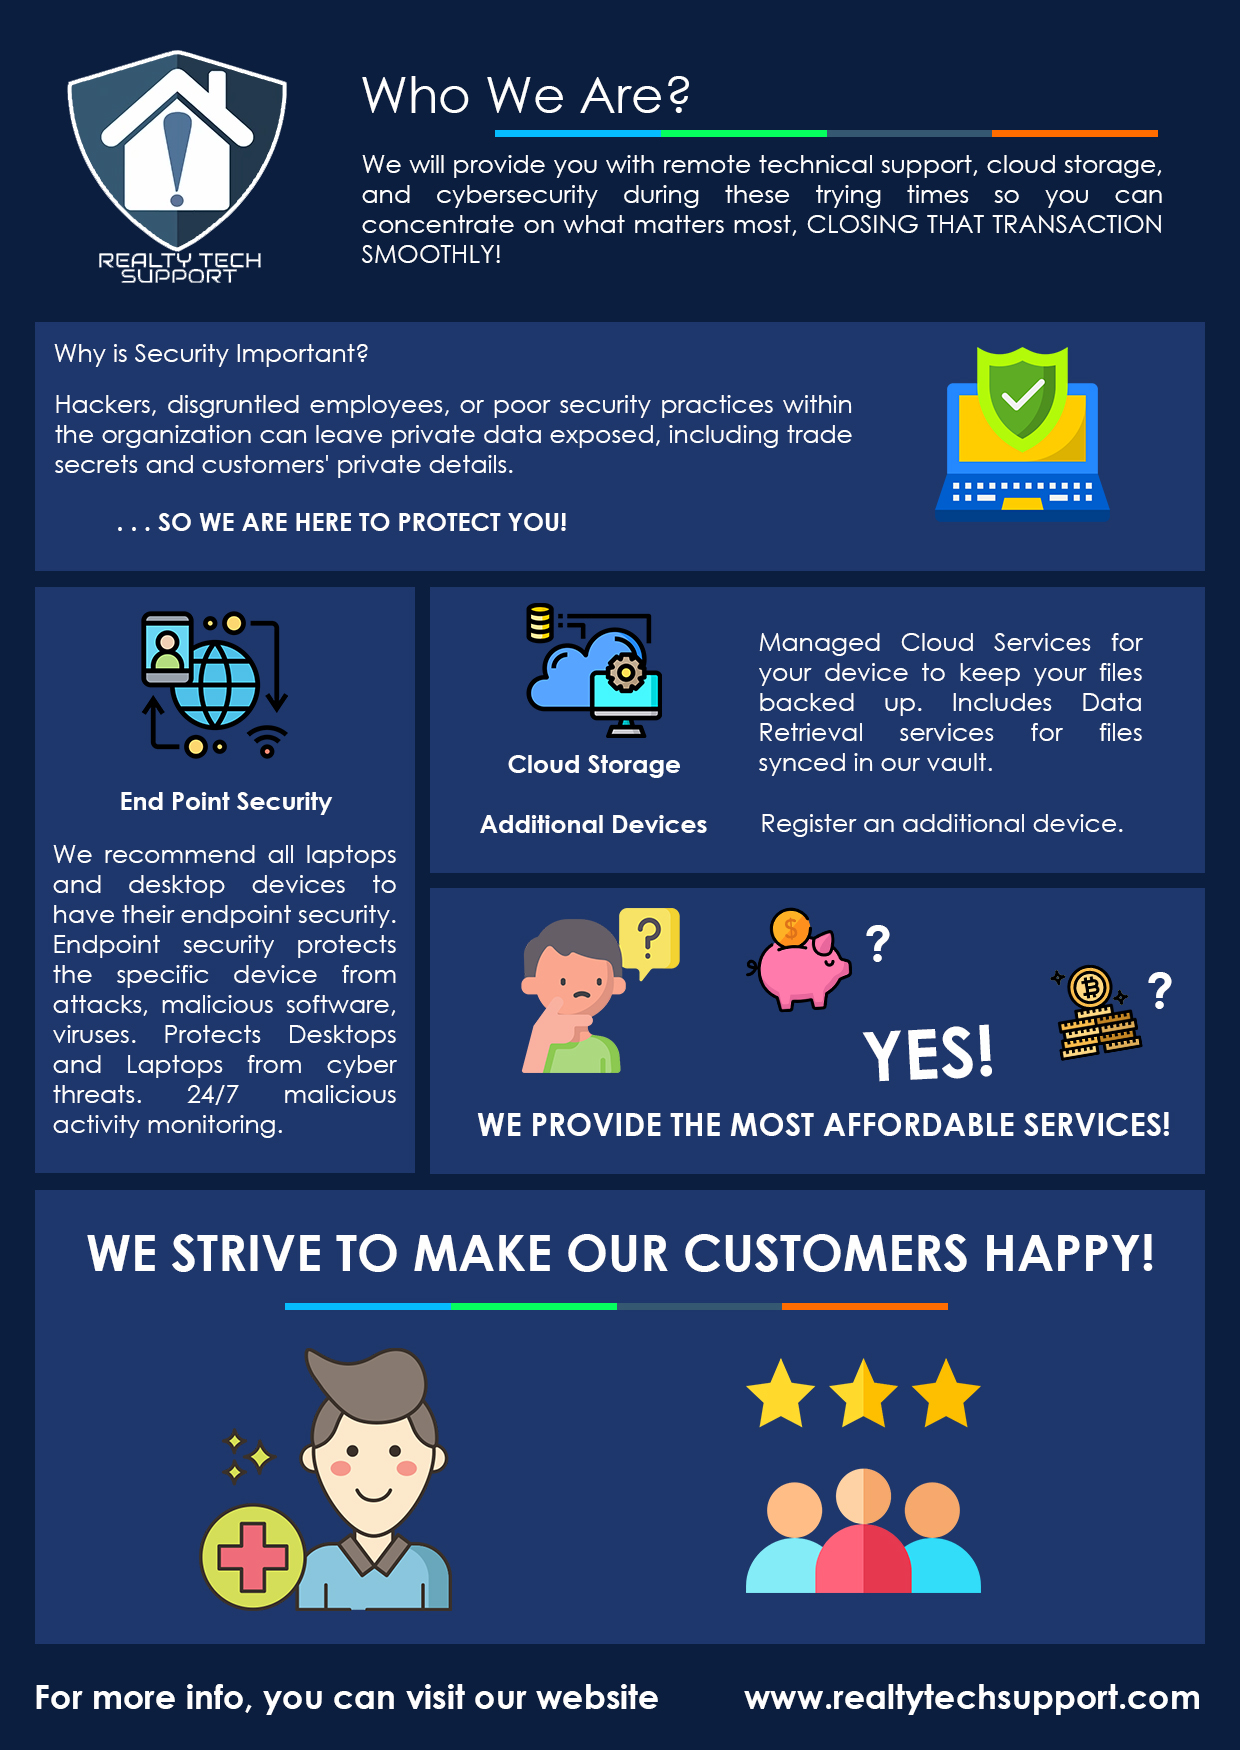 REALTY TECH
SUPPORT
Who We Are?
We will provide you with remote technical support, cloud storage,
and cybersecurity during these trying times so you can
concentrate on what matters most, CLOSING THAT TRANSACTION
SMOOTHLY!
Why is Security Important?
Hackers, disgruntled employees, or poor security practices within
the organization can leave private data exposed, including trade
secrets and customers' private details.
. . . SO WE ARE HERE TO PROTECT YOU!
End Point Security
We recommend all laptops
and desktop devices to
have their endpoint security.
Endpoint security protects
the specific device from
attacks, malicious software,
viruses. Protects Desktops
and Laptops from cyber
threats. 24/7 malicious
activity monitoring.
Cloud Storage
Managed Cloud Services for
your device to keep your files
backed up. Includes Data
Retrieval services for files
synced in our vault.
Additional Devices
Register an additional device.
?
$
?
?
YES!
WE PROVIDE THE MOST AFFORDABLE SERVICES!
WE STRIVE TO MAKE OUR CUSTOMERS HAPPY!
For more info, you can visit our website
www.realtytechsupport.com